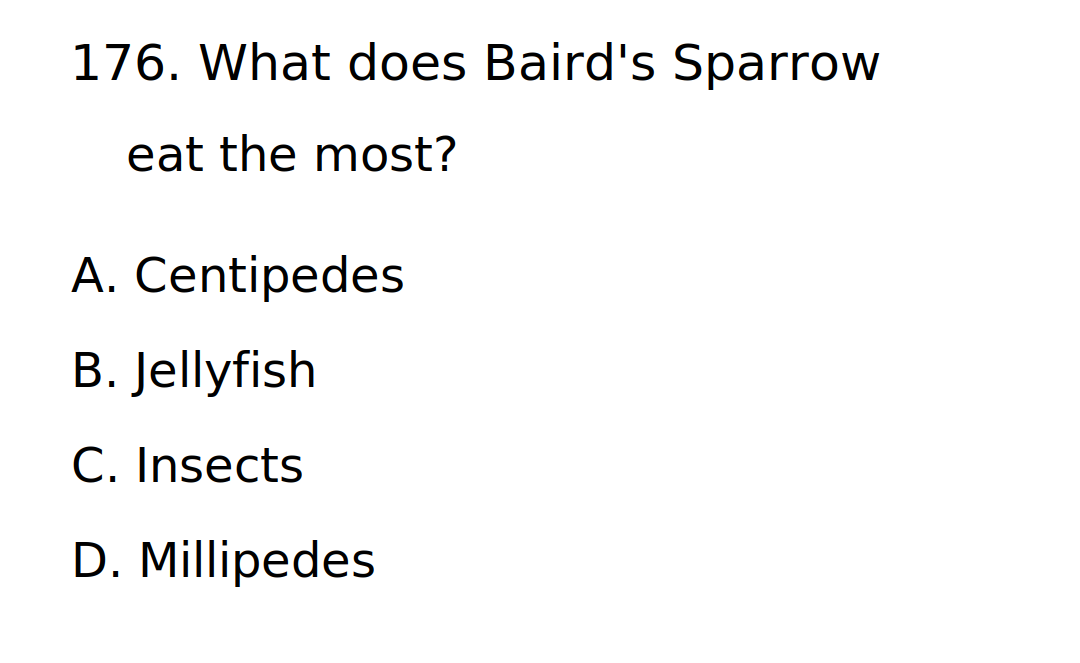 176. What does Baird's Sparrow
eat the most?
A. Centipedes
B. Jellyfish
C. Insects
D. Millipedes